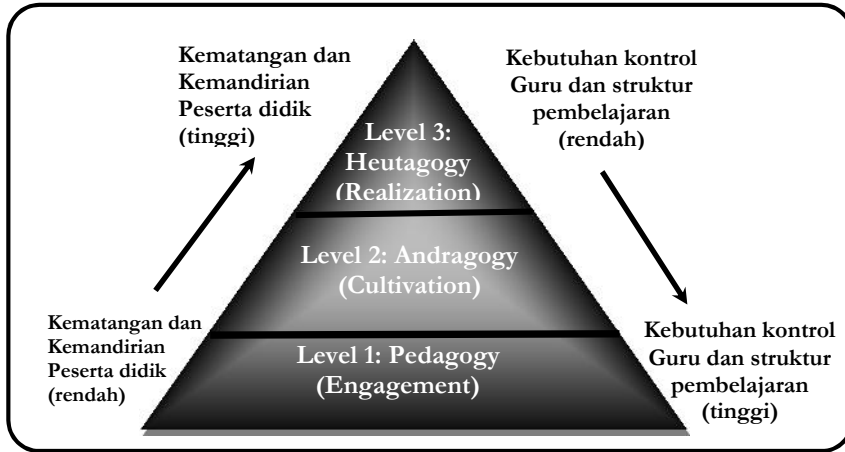 Kematangan dan
Kemandirian
Peserta didik
(tinggi)
Kebutuhan kontrol
Guru dan struktur
pembelajaran
(rendah)
Level 3:
Heutagogy
(Realization)
Level 2: Andragogy
(Cultivation)
Kematangan dan
Kemandirian
Peserta didik
(rendah)
Level 1: Pedagogy
(Engagement)
Kebutuhan kontrol
Guru dan struktur
pembelajaran
(tinggi)